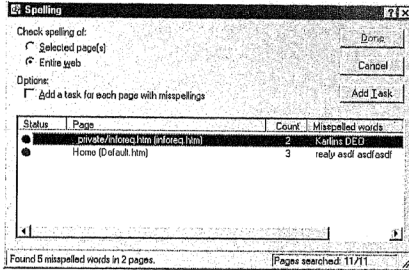 Spelling
Check spelling of:
Selected page(s)
Entire web
Options:
Add a task for each page with misspellings
Done
Cancel
Add Task
Status Page Count Misspelled words
_private/inforeq.htm (inforeq.htm) 2 Karlins DEO
Home (Default.htm) 3 realy asdf asdfasdf
Found 5 misspelled words in 2 pages.
Pages searched: 11/11